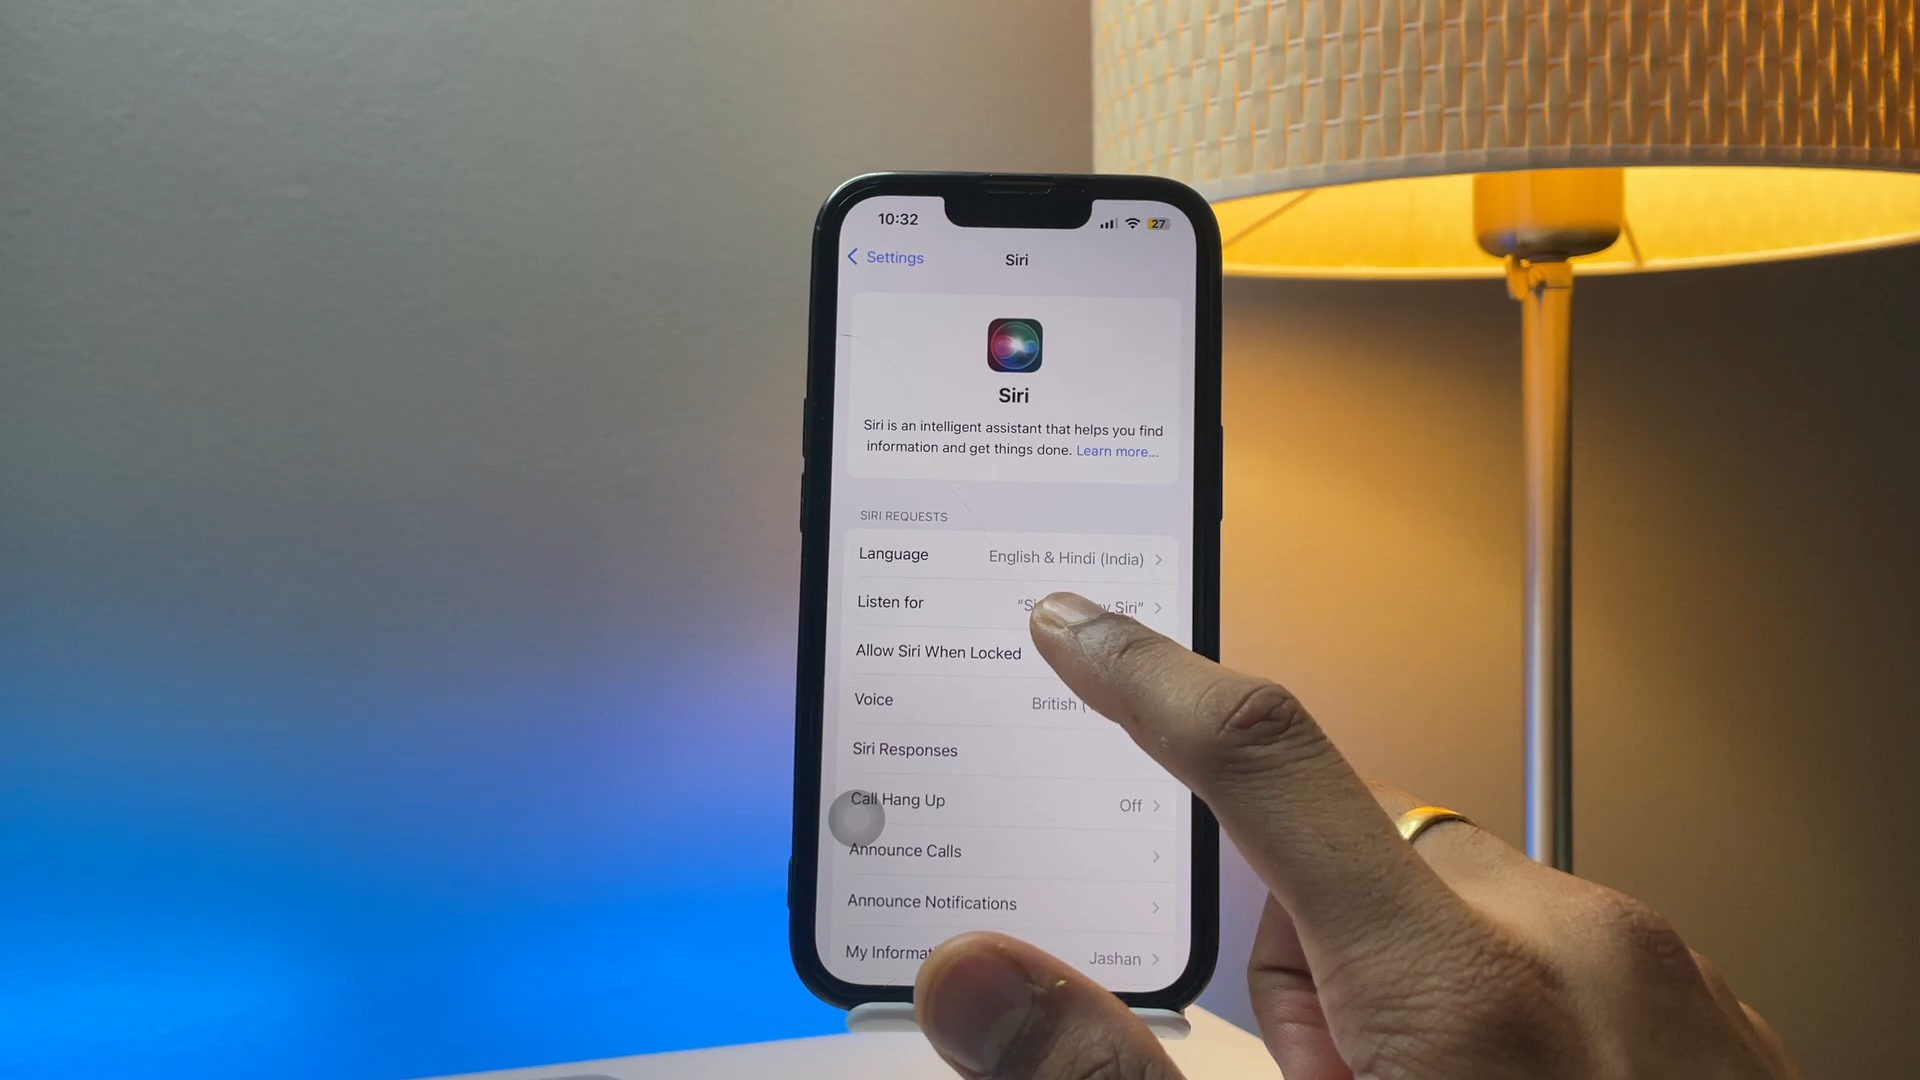 10:32
27
Settings
Siri
Siri
Siri is an intelligent assistant that helps you find
information and get things done. Learn more...
SIRI REQUESTS
Language English & Hindi (India)
Listen for Siri”
Allow Siri When Locked
Voice British
Siri Responses
Call Hang Up Off
Announce Calls
Announce Notifications
My Jashan